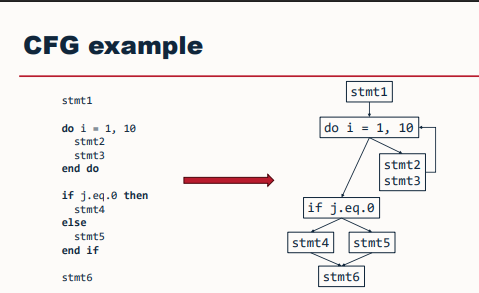 CFG example
stmt1
do i = 1, 10
stmt2
stmt3
end do
if j.eq.0 then
stmt4
else
stmt5
end if
stmt6
stmt1
do i = 1, 10
stmt2
stmt3
if j.eq.0
stmt4 stmt5
stmt6